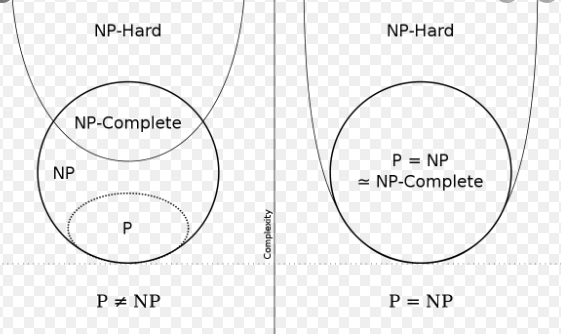 NP-Hard
NP-Complete
NP
P
P ≠ NP
Complexity
NP-Hard
P = NP
≃ NP-Complete
P = NP